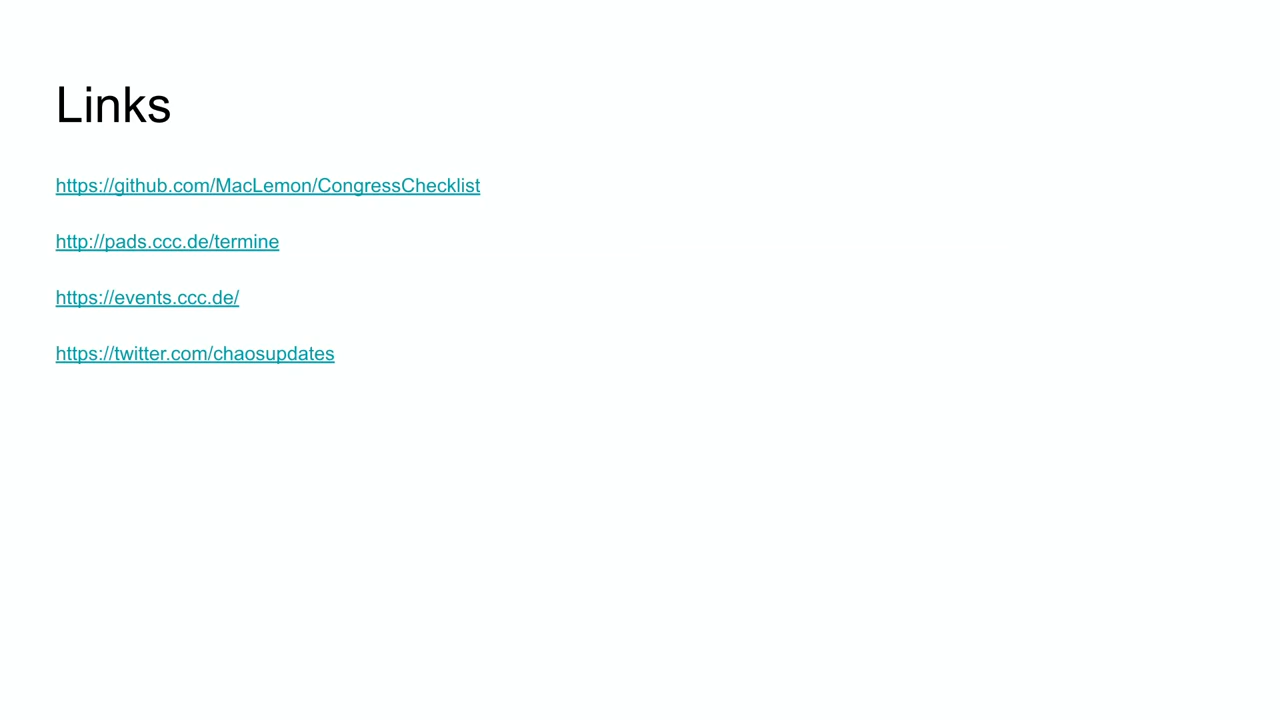 Links
https://github.com/MacLemon/CongressChecklist
http://pads.ccc.de/termine
https://events.ccc.de/
https://twitter.com/chaosupdates